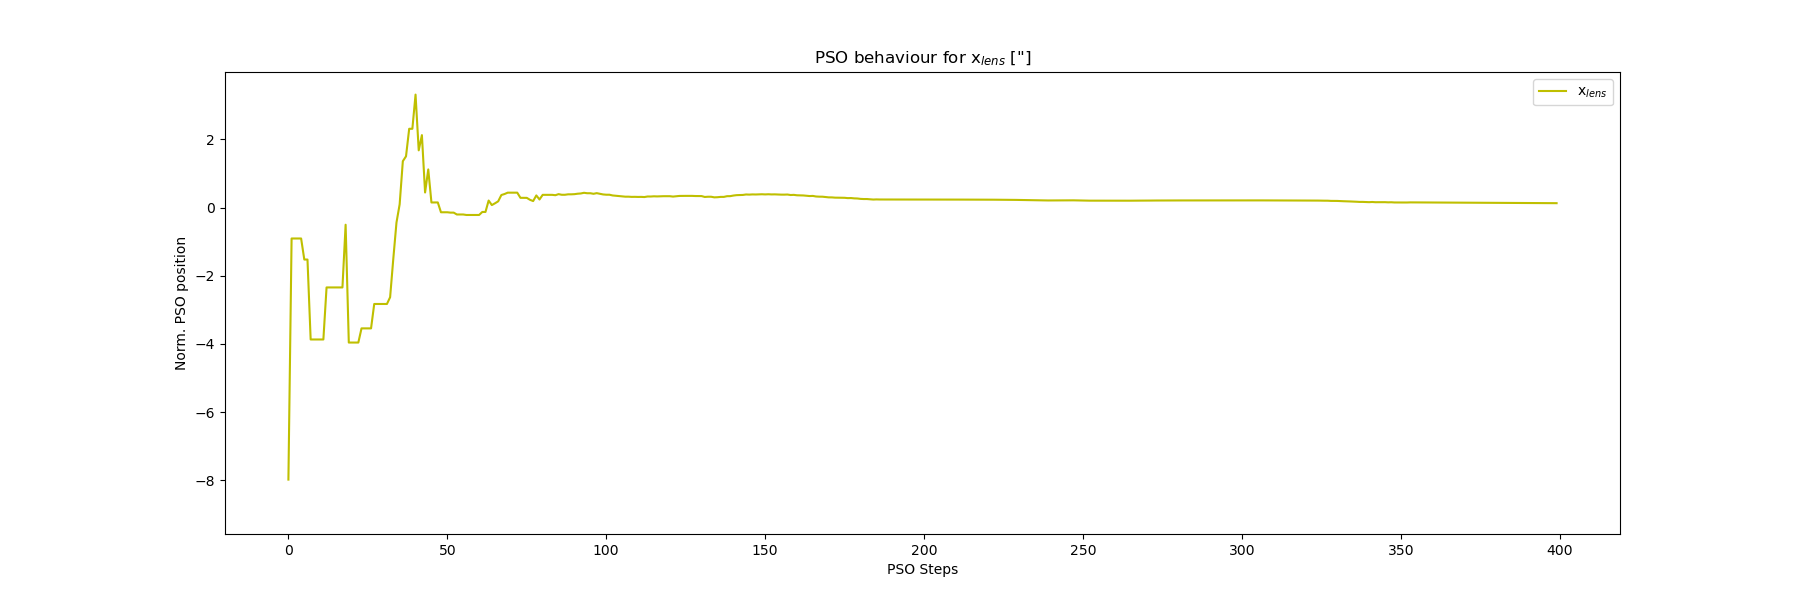 PSO behaviour for x_lens ["]
x_lens
Norm. PSO position
2
0
−2
−4
−6
−8
0 50 100 150 200 250 300 350 400
PSO Steps